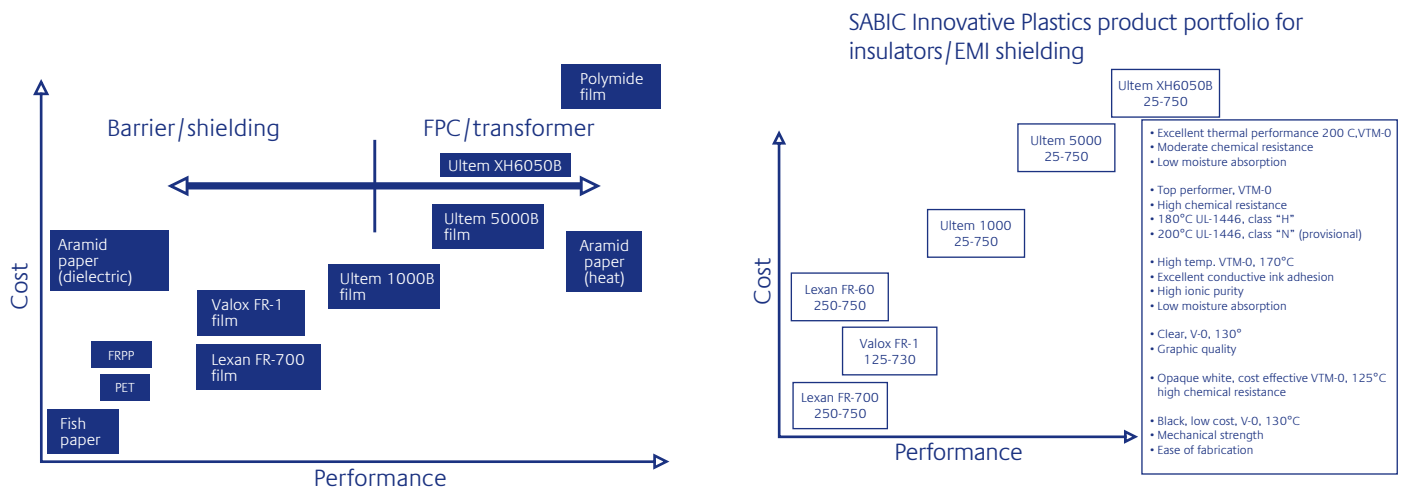 Polymide
film
Barrier/shielding
FPC/transformer
Ultem XH6050B
Ultem 5000B
film
Aramid
paper
(dielectric)
Aramid
paper
(heat)
Ultem 1000B
film
Valox FR-1
film
FRPP
Lexan FR-700
film
PET
Fish
paper
Cost
Performance
SABIC Innovative Plastics product portfolio for
insulators/EMI shielding
Ultem XH6050B
25-750
Ultem 5000
25-750
Ultem 1000
25-750
Lexan FR-60
250-750
Valox FR-1
125-730
Lexan FR-700
250-750
Cost
Performance
• Excellent thermal performance 200 C,VTM-0
• Moderate chemical resistance
• Low moisture absorption
• Top performer, VTM-0
• High chemical resistance
• 180°C UL-1446, class “H”
• 200°C UL-1446, class “N” (provisional)
• High temp. VTM-0, 170°C
• Excellent conductive ink adhesion
• High ionic purity
• Low moisture absorption
• Clear, V-0, 130°
• Graphic quality
• Opaque white, cost effective VTM-0, 125°C
high chemical resistance
• Black, low cost, V-0, 130°C
• Mechanical strength
• Ease of fabrication